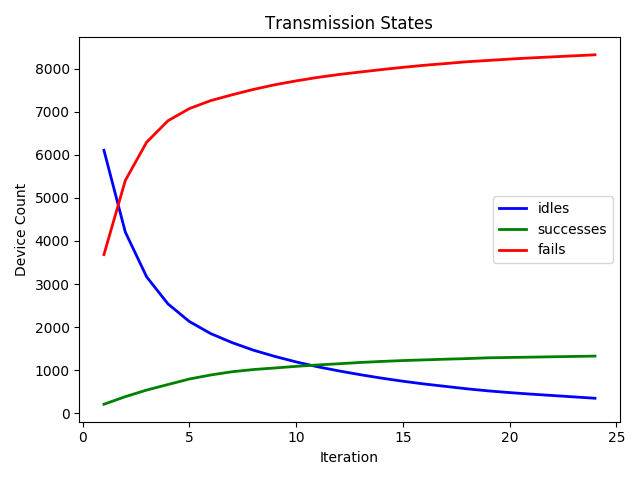 Transmission States
Device Count
8000
7000
6000
5000
4000
3000
2000
1000
0
idles
successes
fails
0 5 10 15 20 25
Iteration